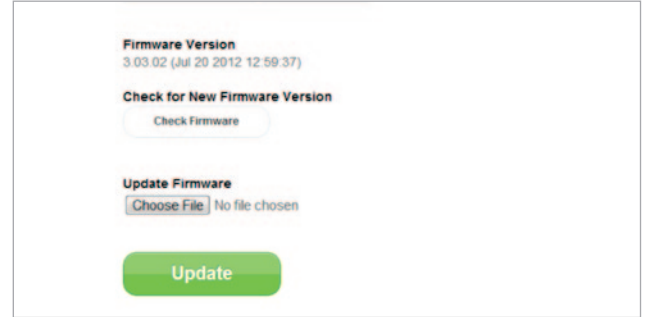 Firmware Version
3.03.02 (Jul 20 2012 12:59:37)
Check for New Firmware Version
Check Firmware
Update Firmware
Choose File No file chosen
Update